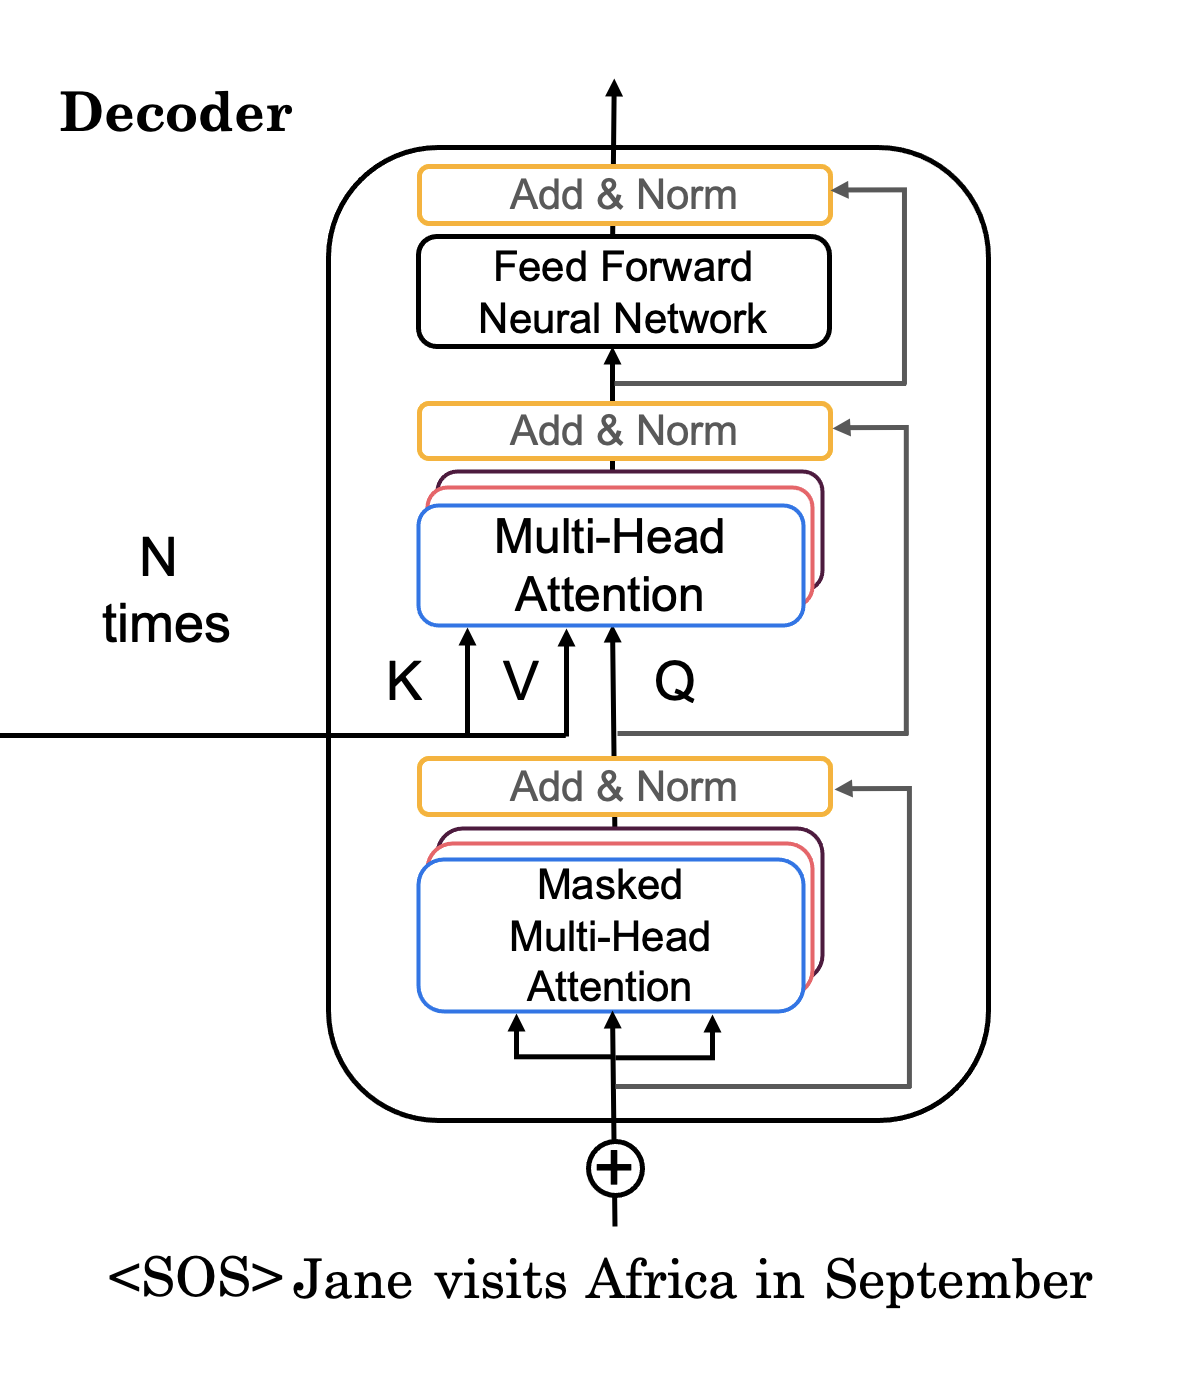 Decoder
Add & Norm
Feed Forward
Neural Network
Add & Norm
Multi-Head
Attention
N
times
K V Q
Add & Norm
Masked
Multi-Head
Attention
+
<SOS> Jane visits Africa in September